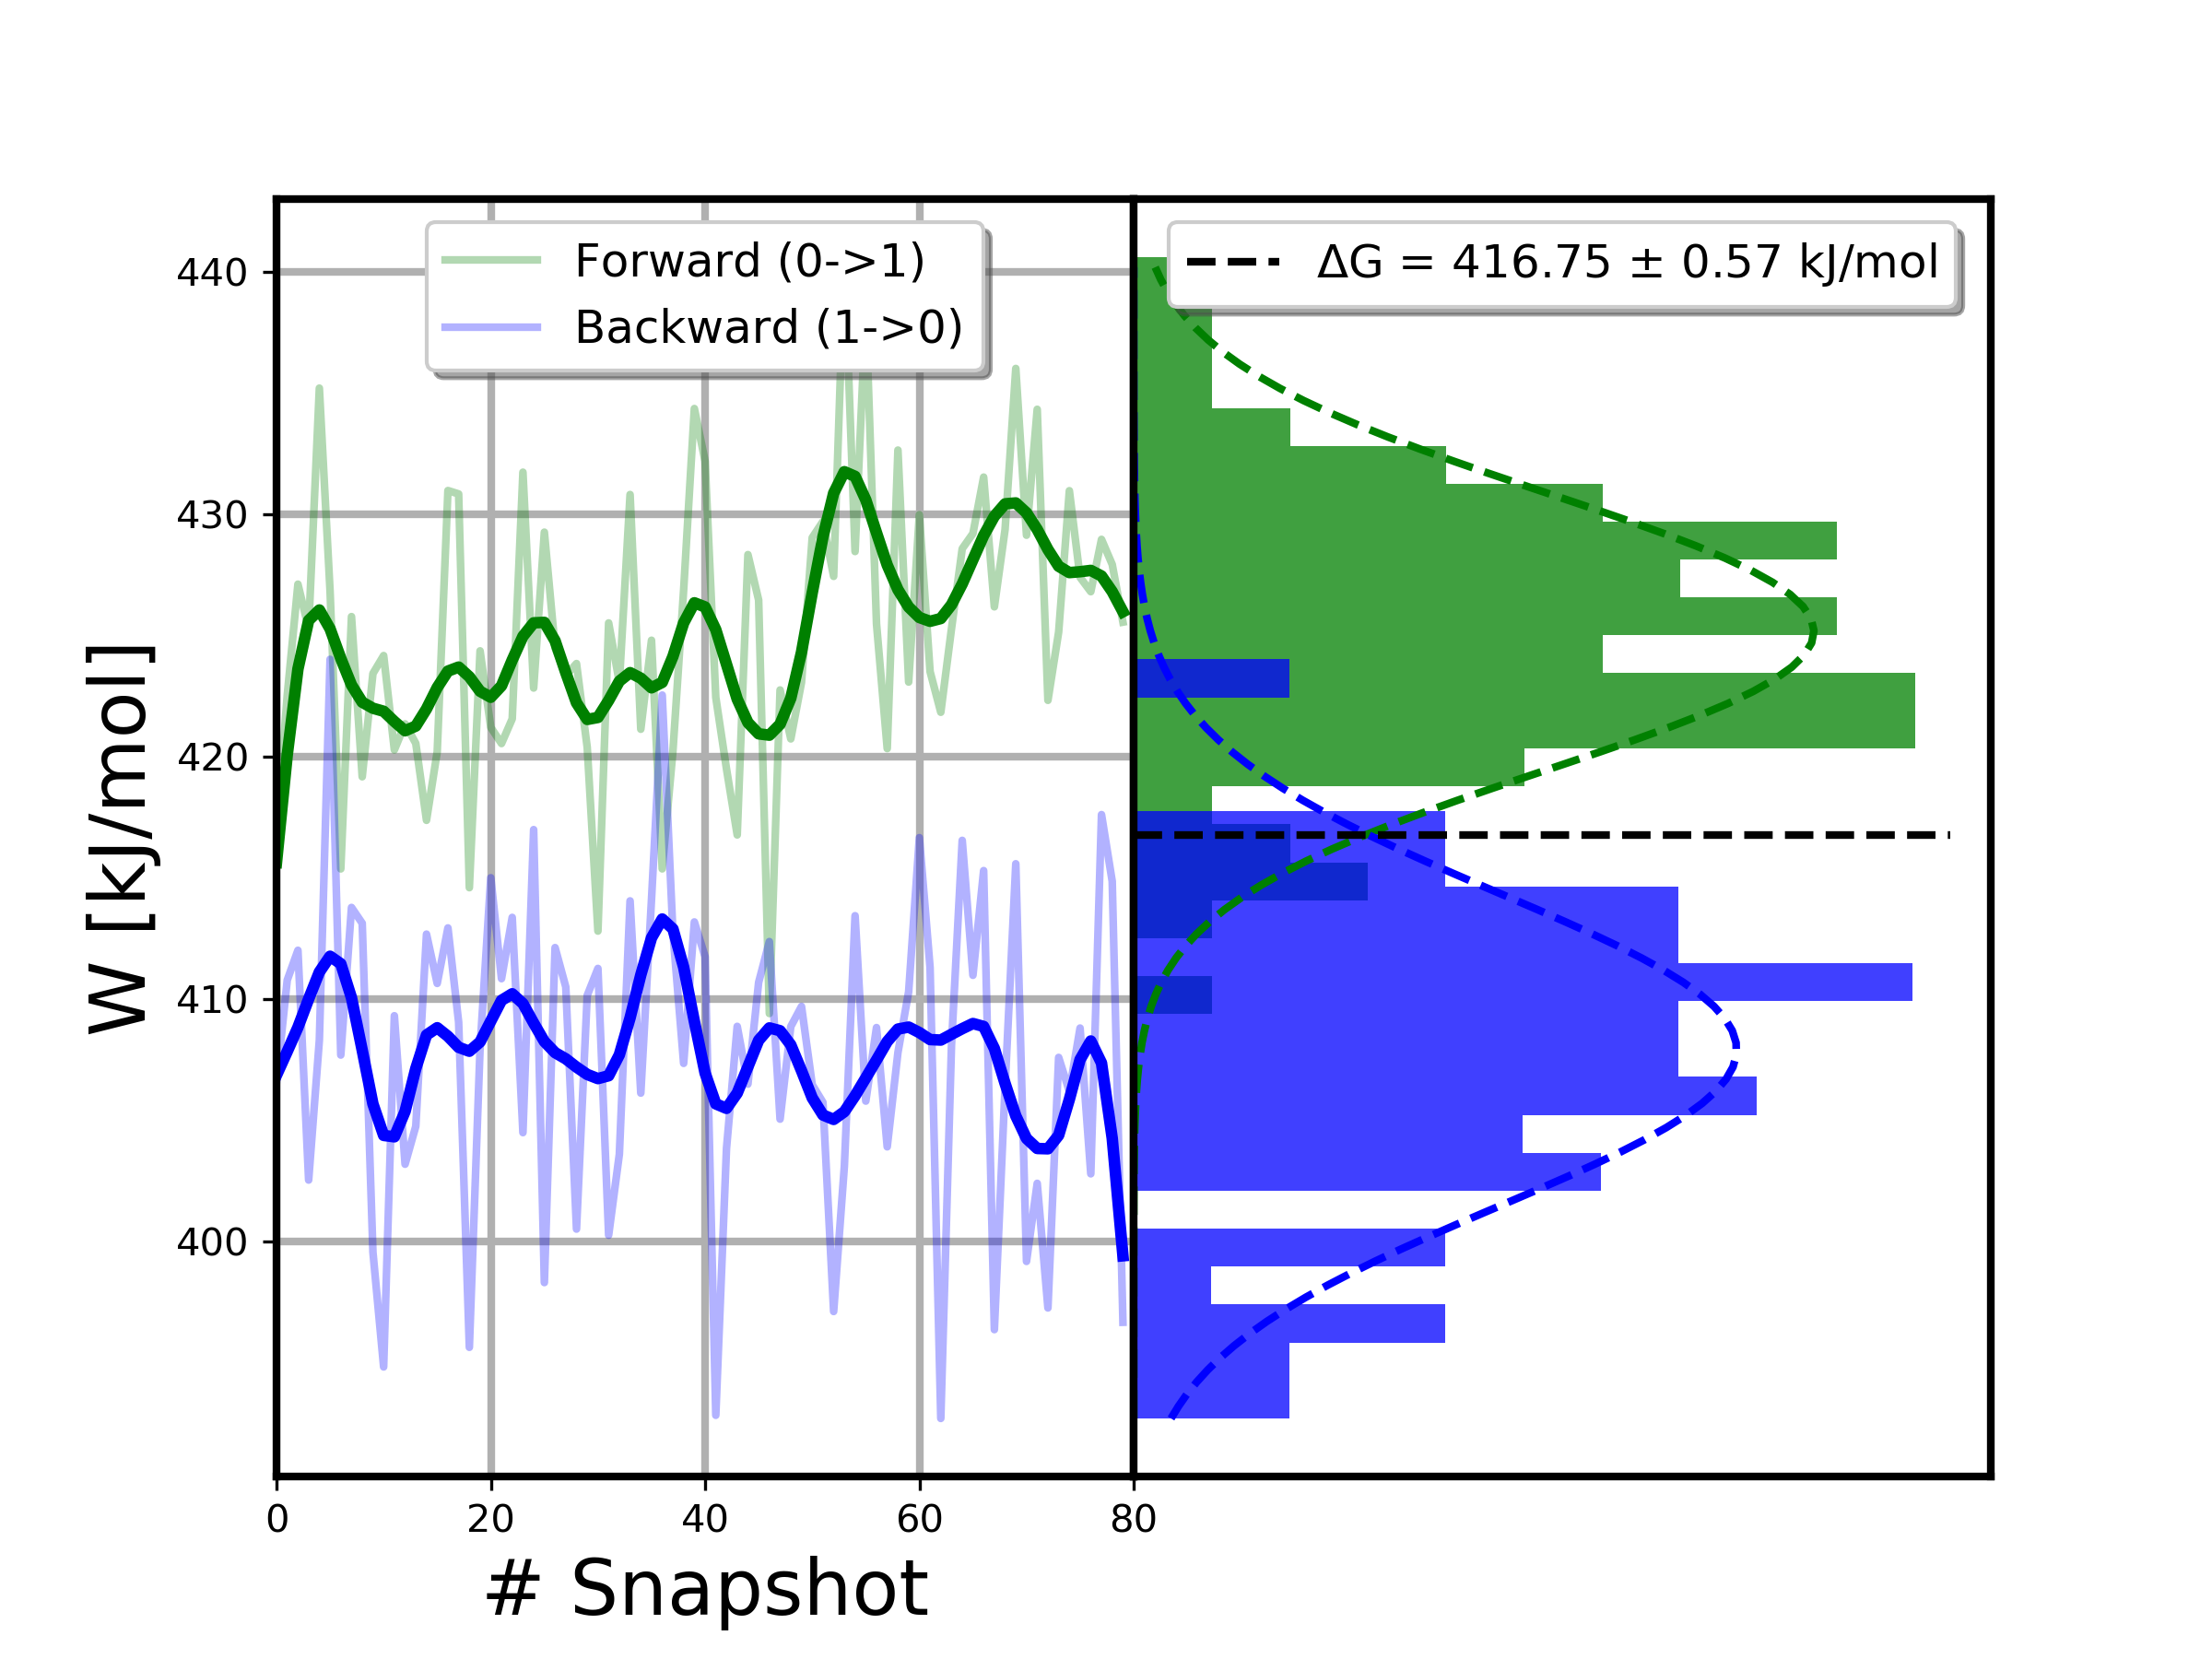 Forward (0->1)
Backward (1->0)
ΔG = 416.75 ± 0.57 kJ/mol
W [kJ/mol]
440
430
420
410
400
0
20
40
60
80
# Snapshot